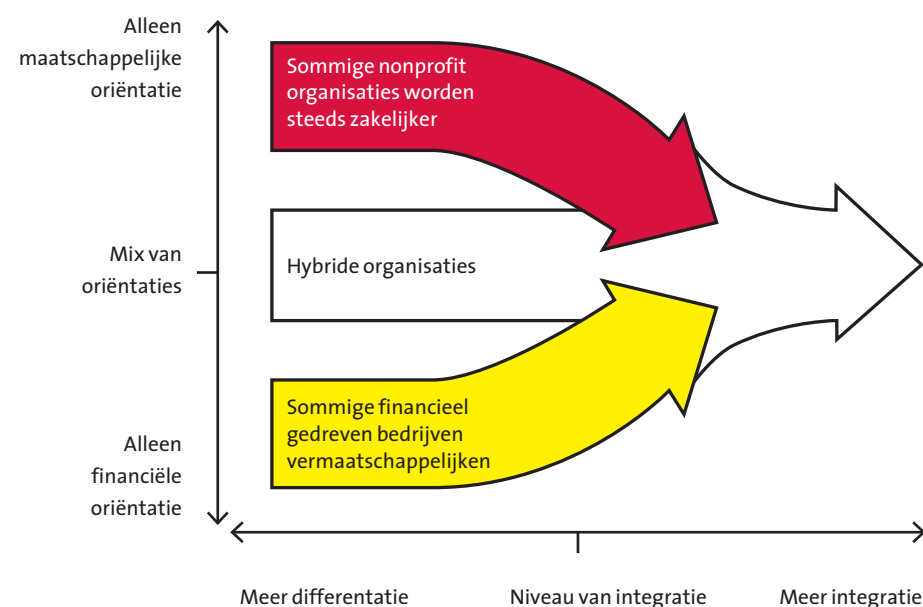 Alleen
maatschappelijke
oriëntatie
Sommige nonprofit
organisaties worden
steeds zakelijker
Mix van
oriëntaties
Hybride organisaties
Sommige financieel
gedreven bedrijven
vermaatschappelijken
Alleen
financiële
oriëntatie
Meer differentatie
Niveau van integratie
Meer integratie